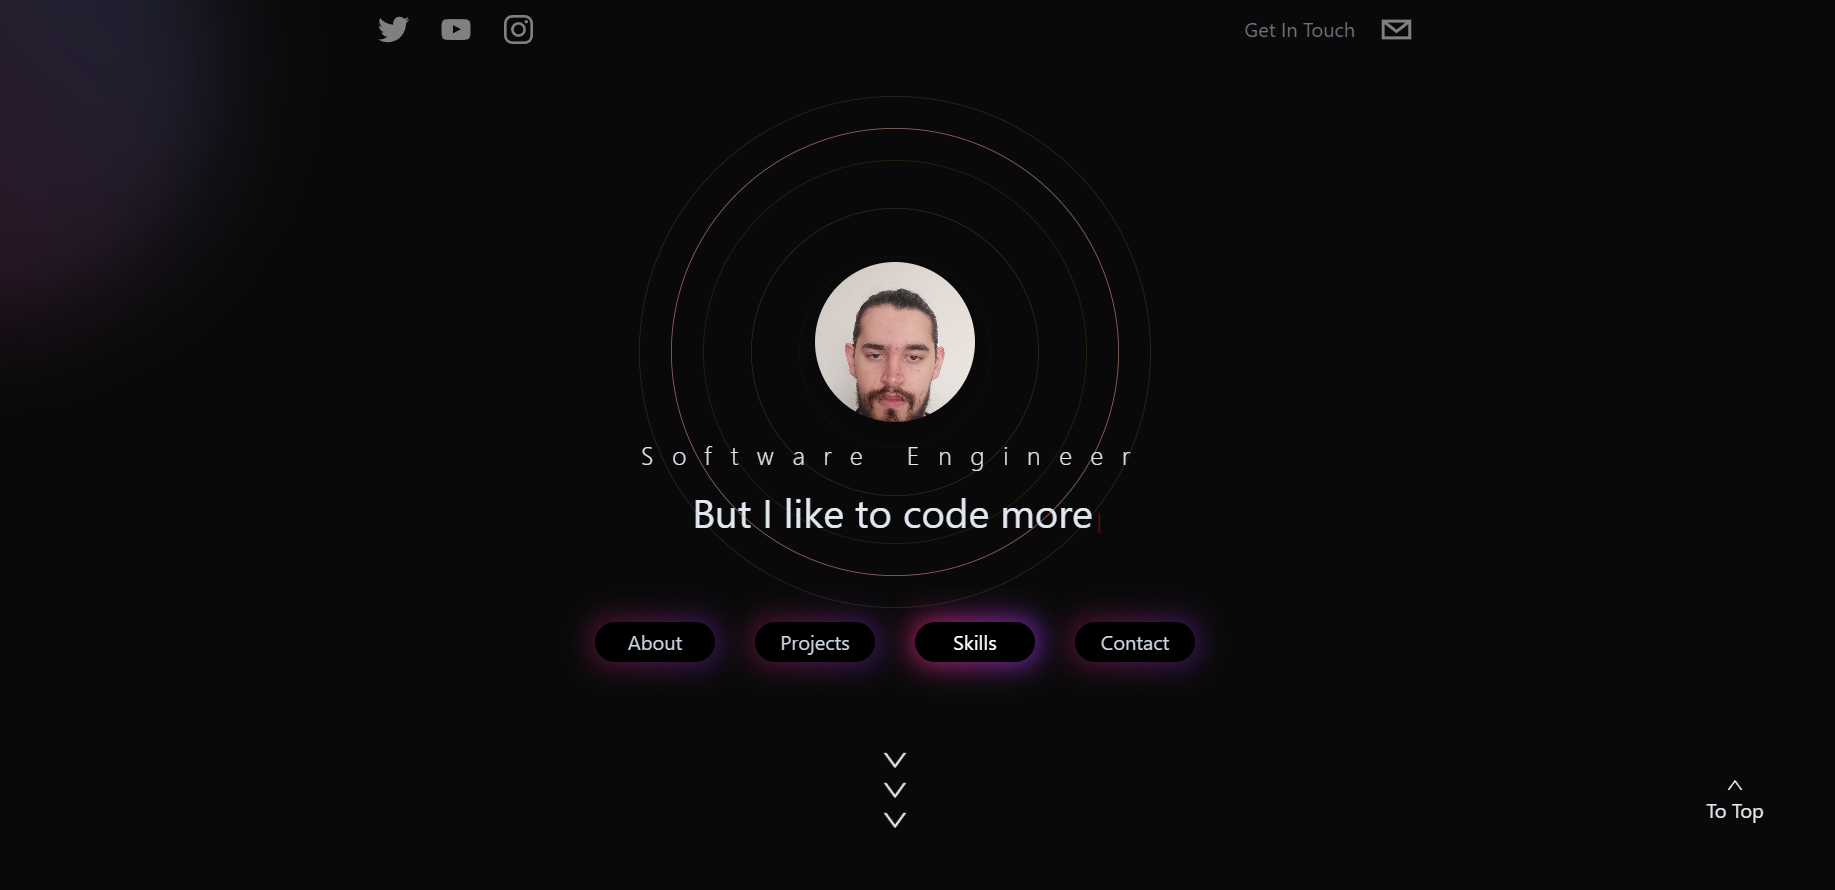 Get In Touch
Software Engineer
But I like to code more
About
Projects
Skills
Contact
To Top